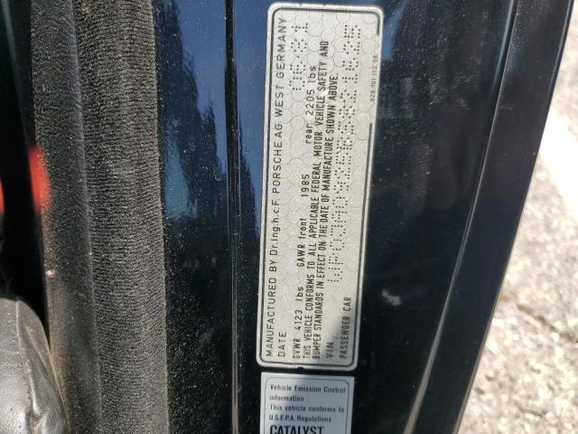 MANUFACTURED BY Dr.ing.h.c.F. PORSCHE AG WEST GERMANY
DATE
GVWR 4123 lbs GAWR front 1985 rear 2205 lbs
THIS VEHICLE CONFORMS TO ALL APPLICABLE FEDERAL MOTOR VEHICLE SAFETY AND
BUMPER STANDARDS IN EFFECT ON THE DATE OF MANUFACTURE SHOWN ABOVE.
VIN
PASSENGER CAR
Vehicle Emission Control
information
This vehicle conforms to
U.S.E.P.A. Regulations
CATALYST